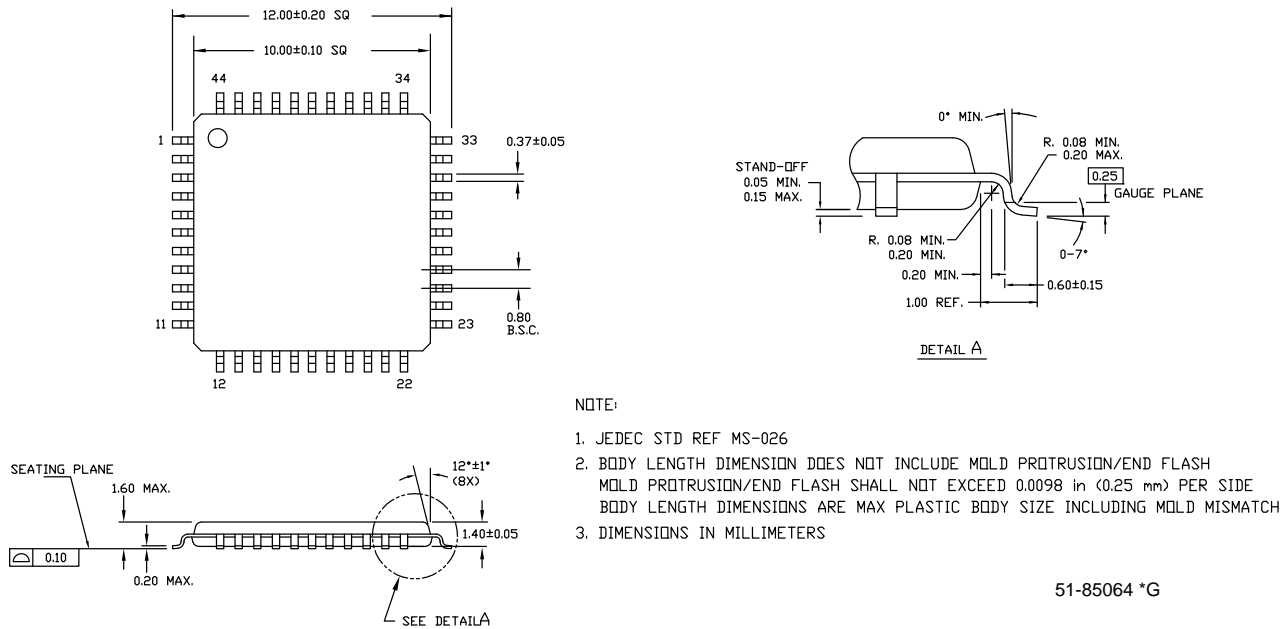 12.00±0.20 SQ
10.00±0.10 SQ
44
34
1
33
0.37±0.05
0.80
B.S.C.
11
23
12
22
0° MIN.
R. 0.08 MIN.
0.20 MAX.
STAND-OFF
0.05 MIN.
0.15 MAX.
0.25
GAUGE PLANE
R. 0.08 MIN.
0.20 MIN.
0-7°
0.20 MIN.
0.60±0.15
1.00 REF.
DETAIL A
NOTE:
1. JEDEC STD REF MS-026
2. BODY LENGTH DIMENSION DOES NOT INCLUDE MOLD PROTRUSION/END FLASH
MOLD PROTRUSION/END FLASH SHALL NOT EXCEED 0.0098 in (0.25 mm) PER SIDE
BODY LENGTH DIMENSIONS ARE MAX PLASTIC BODY SIZE INCLUDING MOLD MISMATCH
3. DIMENSIONS IN MILLIMETERS
SEATING PLANE
1.60 MAX.
12°±1°
(8X)
1.40±0.05
0.10
0.20 MAX.
SEE DETAILA
51-85064 *G